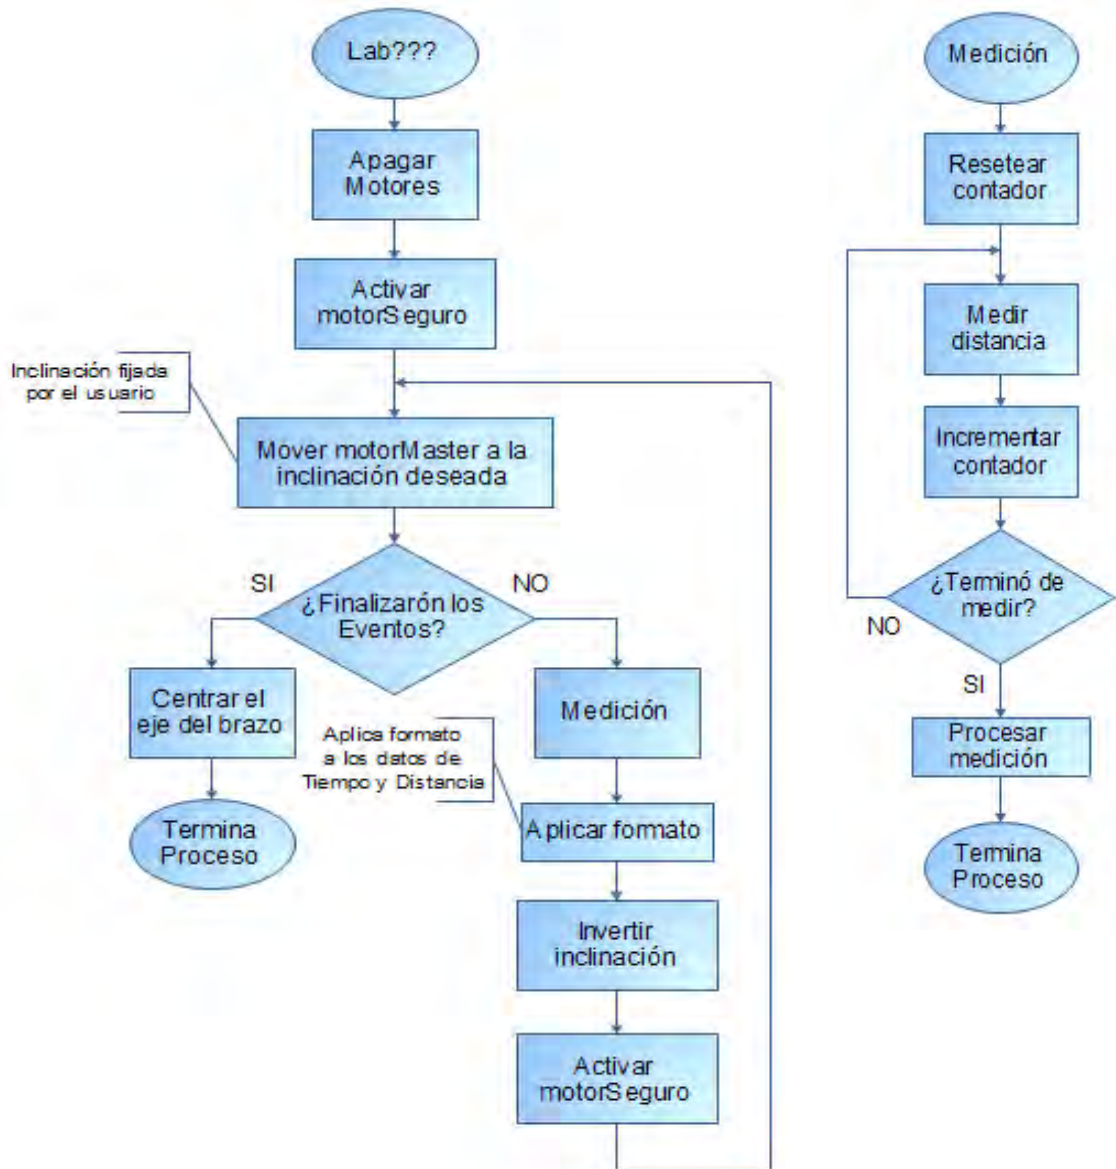 Lab???
Apagar
Motores
Activar
motorSeguro
Inclinación fijada
por el usuario
Mover motorMaster a la
inclinación deseada
SI
NO
¿Finalizarón los
Eventos?
Centrar el
eje del brazo
Medición
Aplica formato
a los datos de
Tiempo y Distancia
Termina
Proceso
Aplicar formato
Invertir
inclinación
Activar
motorSeguro
Medición
Resetear
contador
Medir
distancia
Incrementar
contador
¿Terminó de
medir?
NO
SI
Procesar
medición
Termina
Proceso